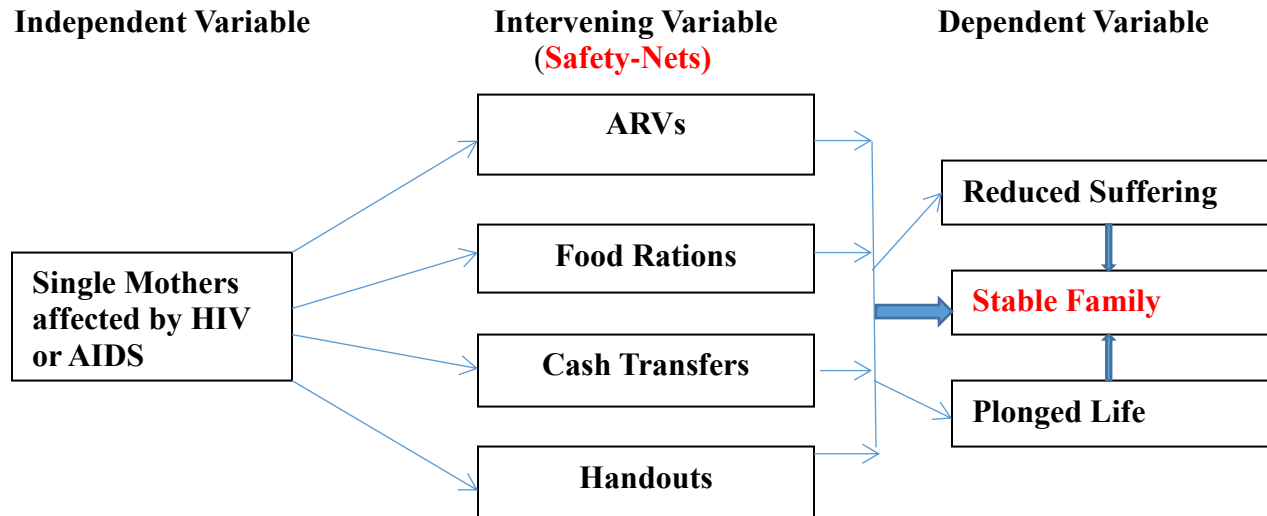 Independent Variable
Intervening Variable
(Safety-Nets)
Dependent Variable
Single Mothers
affected by HIV
or AIDS
ARVs
Food Rations
Cash Transfers
Handouts
Reduced Suffering
Stable Family
Plonged Life